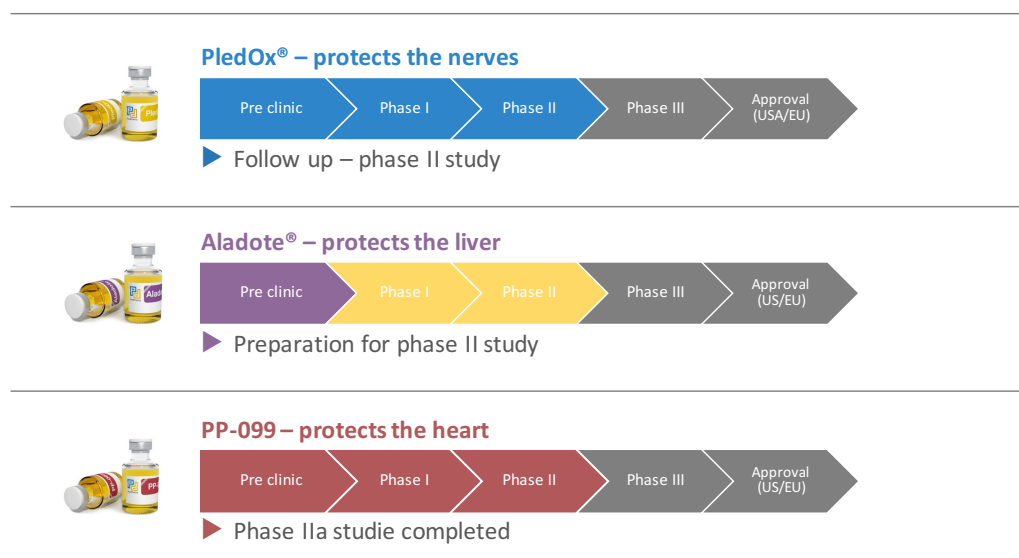 PledOx® – protects the nerves
Pre clinic
Phase I
Phase II
Phase III
Approval
(USA/EU)
Follow up – phase II study
Aladote® – protects the liver
Pre clinic
Phase I
Phase II
Phase III
Approval
(US/EU)
Preparation for phase II study
PP-099 – protects the heart
Pre clinic
Phase I
Phase II
Phase III
Approval
(US/EU)
Phase IIa studie completed